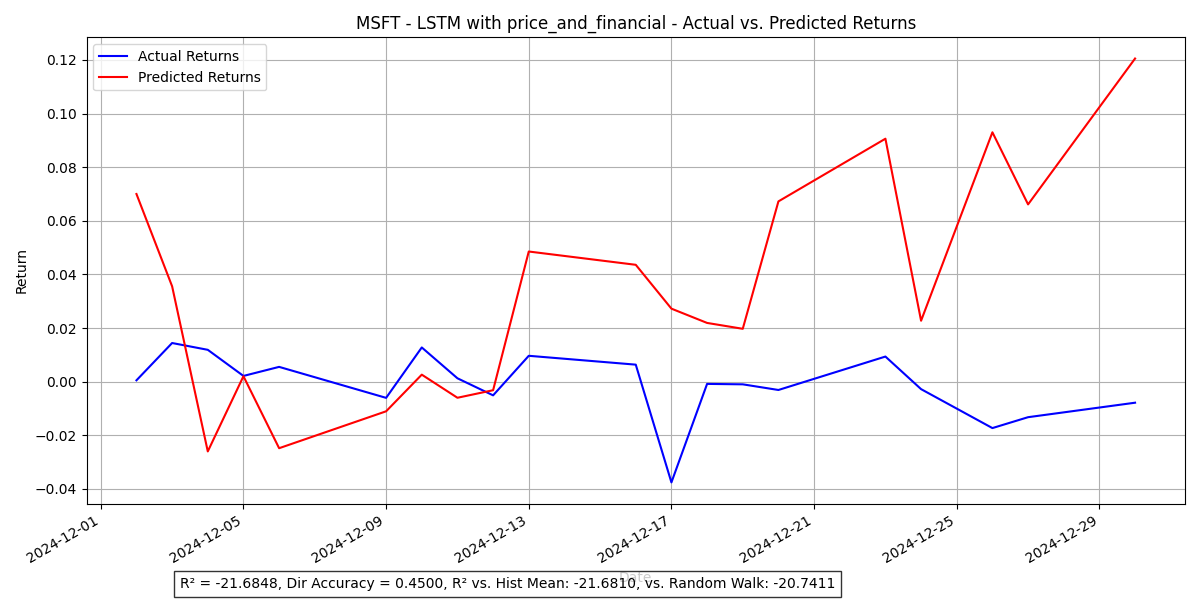 MSFT - LSTM with price_and_financial - Actual vs. Predicted Returns
Actual Returns
Predicted Returns
0.12
0.10
0.08
0.06
0.04
0.02
0.00
−0.02
−0.04
Return
2024-12-01
2024-12-05
2024-12-09
2024-12-13
2024-12-17
2024-12-21
2024-12-25
2024-12-29
Date
R² = -21.6848, Dir Accuracy = 0.4500, R² vs. Hist Mean: -21.6810, vs. Random Walk: -20.7411